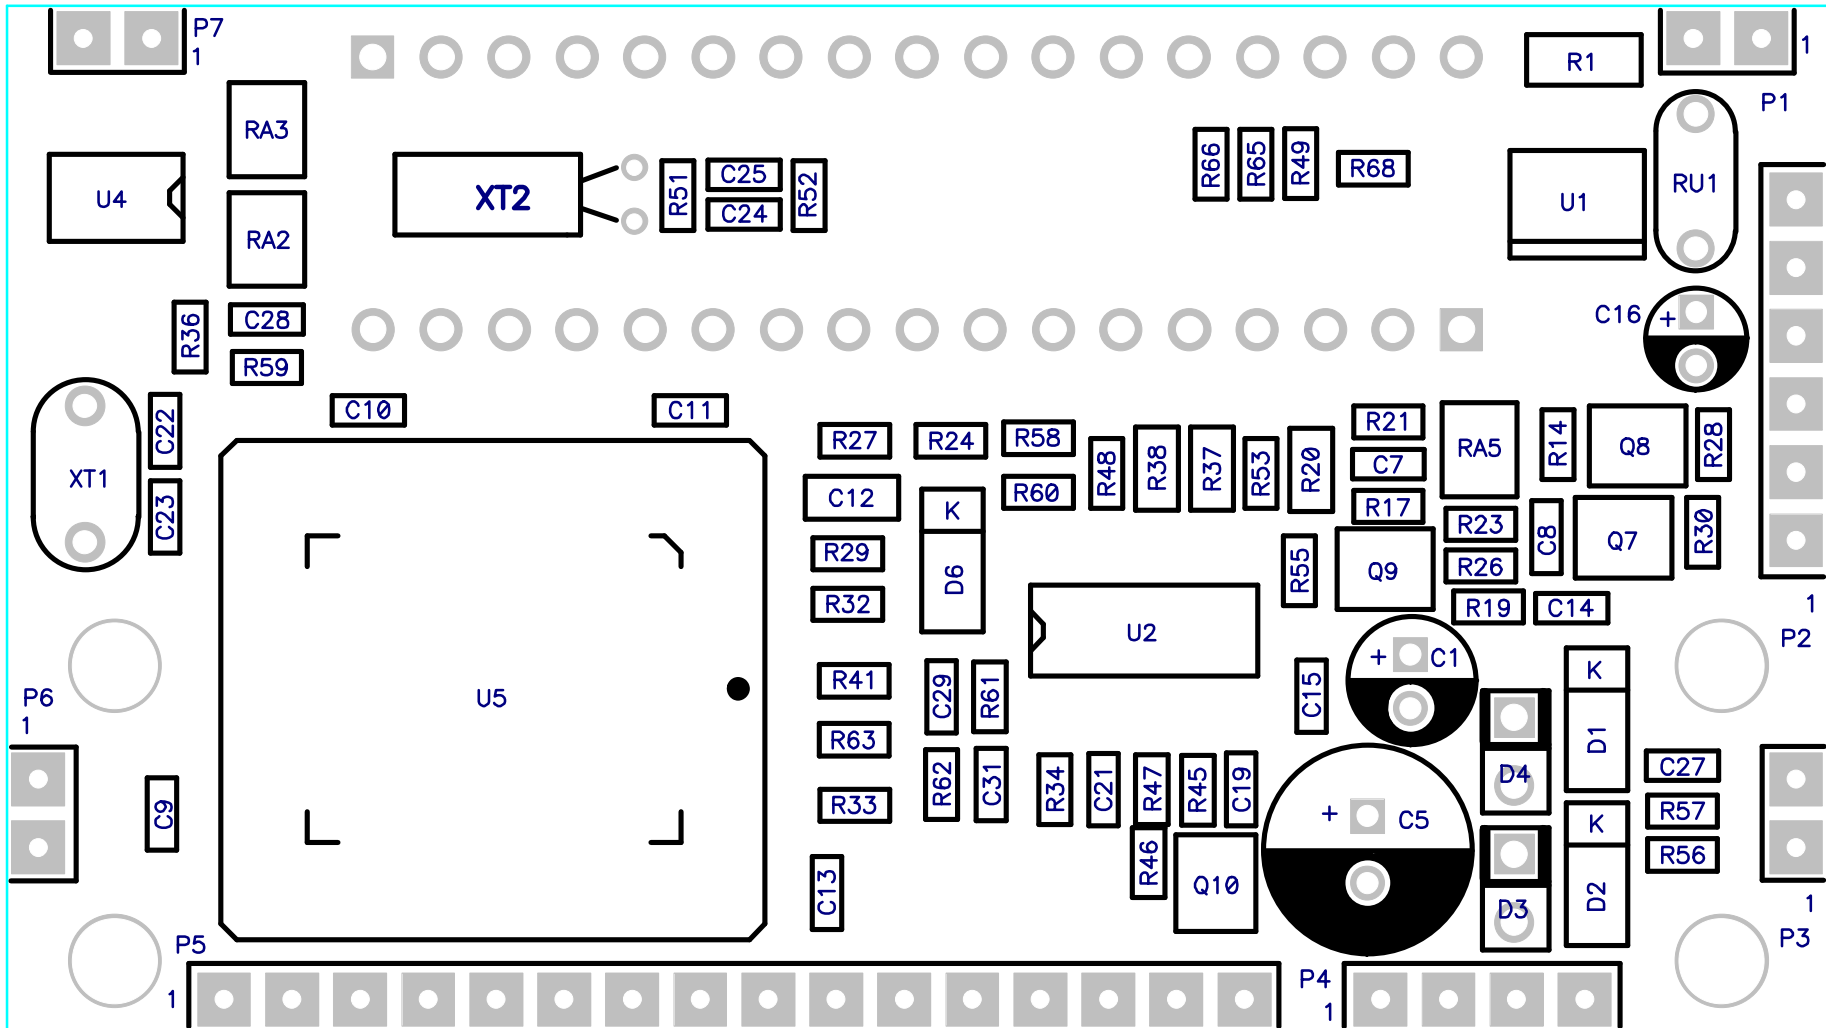 P7
1
R1
1
P1
RA3
U4
XT2
R51
C25
C24
R52
R66
R65
R49
R68
U1
RU1
RA2
R36
C28
R59
C16
+
C10
C11
XT1
C22
C23
R27
R24
R58
R48
R38
R37
R53
R20
R21
C7
R17
RA5
R14
Q8
R28
C12
K
D6
R60
R29
R32
R55
Q9
R23
R26
C8
Q7
R30
R19
C14
1
P2
U2
+
C1
K
D1
U5
P6
1
R41
C29
R61
C15
R63
R62
C31
R34
C21
R47
R45
C19
D4
C27
R57
R56
C9
R33
+
C5
K
D2
R46
Q10
D3
C13
1
P3
P5
1
P4
1